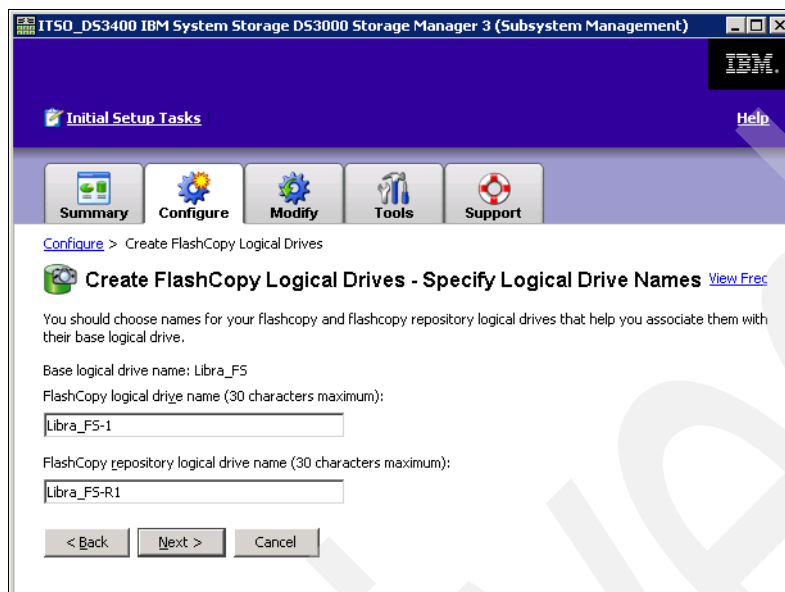 ITSO_DS3400 IBM System Storage DS3000 Storage Manager 3 (Subsystem Management)
IBM.
Initial Setup Tasks
Help
Summary
Configure
Modify
Tools
Support
Configure > Create FlashCopy Logical Drives
Create FlashCopy Logical Drives - Specify Logical Drive Names View Freq
You should choose names for your flashcopy and flashcopy repository logical drives that help you associate them with
their base logical drive.
Base logical drive name: Libra_FS
FlashCopy logical drive name (30 characters maximum):
Libra_FS-1
FlashCopy repository logical drive name (30 characters maximum):
Libra_FS-R1
< Back
Next >
Cancel